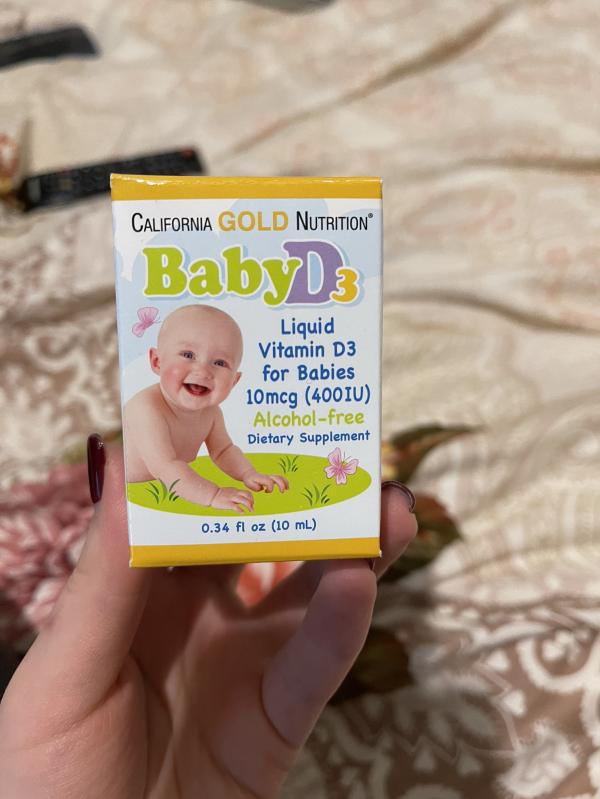 CALIFORNIA GOLD NUTRITION®
BabyD3
Liquid
Vitamin D3
for Babies
10mcg (400IU)
Alcohol-free
Dietary Supplement
0.34 fl oz (10 mL)